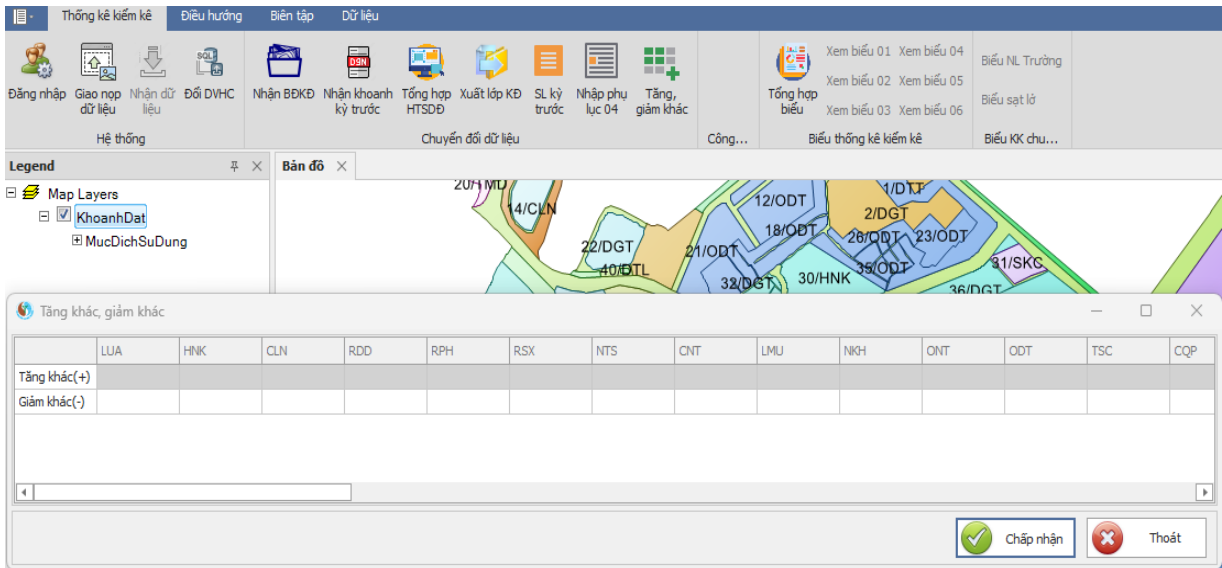 Thống kê kiểm kê Điều hướng Biên tập Dữ liệu
Đăng nhập Giao nộp dữ liệu Nhận dữ liệu Đổi DVHC Nhận BĐKĐ Nhận khoanh kỳ trước Tổng hợp HTSDĐ Xuất lớp KĐ SL kỳ trước Nhập phụ lục 04 Tăng, giảm khác Tổng hợp biểu
Xem biểu 01 Xem biểu 04
Xem biểu 02 Xem biểu 05
Xem biểu 03 Xem biểu 06
Biểu NL Trường
Biểu sạt lở
Hệ thống Chuyển đổi dữ liệu Công... Biểu thống kê kiểm kê Biểu KK chu...
Legend Bản đồ
Map Layers
KhoanhDat
MucDichSuDung
14/CLN
12/ODT
1/DTT
2/DGT
18/ODT
22/DGT
21/ODT
26/ODT
23/ODT
40/DTL
32/DGT
30/HNK
35/ODT
31/SKC
36/DGT
Tăng khác, giảm khác
LUA HNK CLN RDD RPH RSX NTS CNT LMU NKH ONT ODT TSC CQP
Tăng khác(+)
Giảm khác(-)
Chấp nhận Thoát